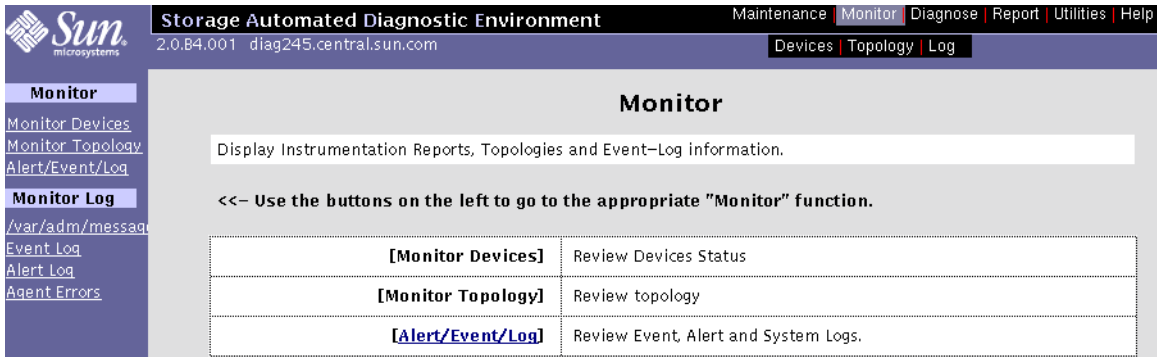 Sun
microsystems
Storage Automated Diagnostic Environment
Maintenance | Monitor | Diagnose | Report | Utilities | Help
2.0.B4.001 diag245.central.sun.com
Devices | Topology | Log
Monitor
Monitor Devices
Monitor Topology
Alert/Event/Log
Monitor Log
/var/adm/messag
Event Log
Alert Log
Agent Errors
Monitor
Display Instrumentation Reports, Topologies and Event-Log information.
<<- Use the buttons on the left to go to the appropriate "Monitor" function.
[Monitor Devices] Review Devices Status
[Monitor Topology] Review topology
[Alert/Event/Log] Review Event, Alert and System Logs.